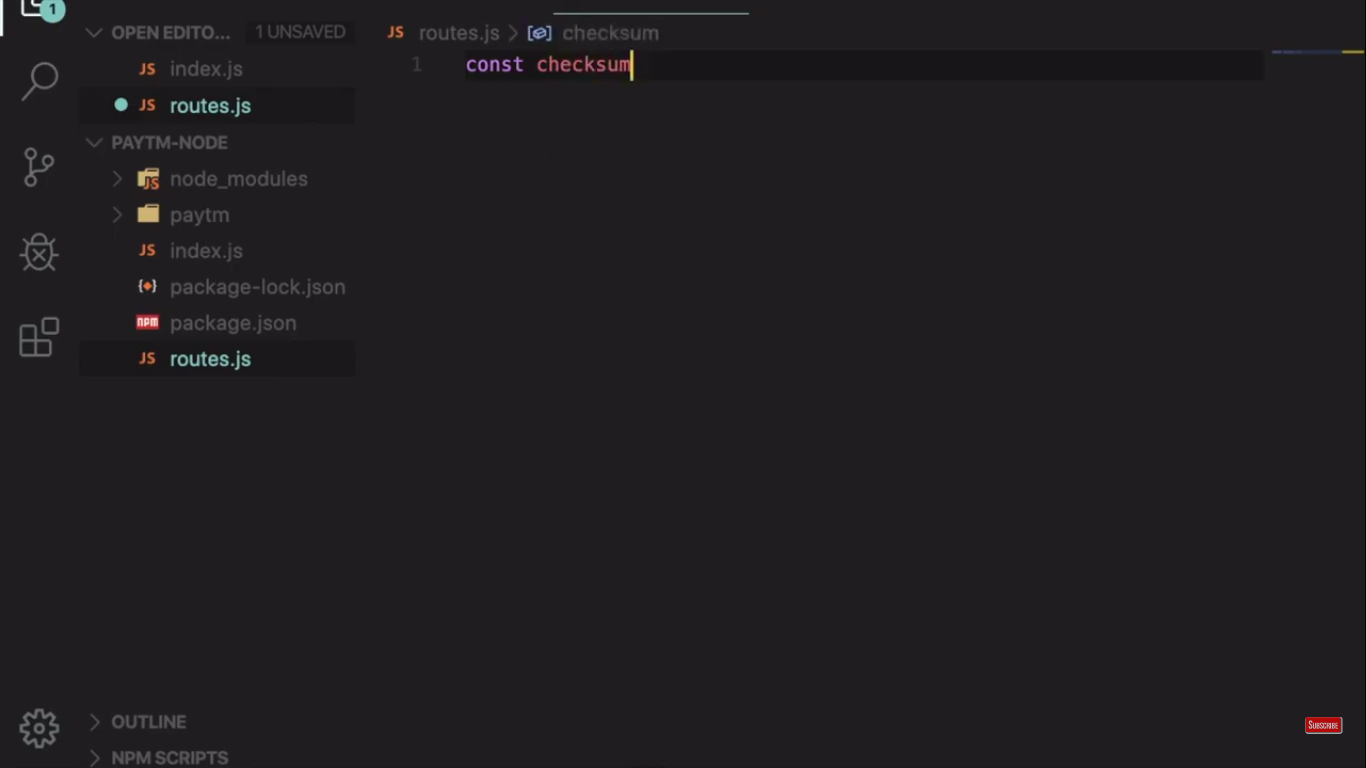 1
OPEN EDITO... 1 UNSAVED
JS index.js
JS routes.js
PAYTM-NODE
JS node_modules
paytm
JS index.js
package-lock.json
npm package.json
JS routes.js
OUTLINE
NPM SCRIPTS
JS routes.js > checksum
1 const checksum
SUBSCRIBE